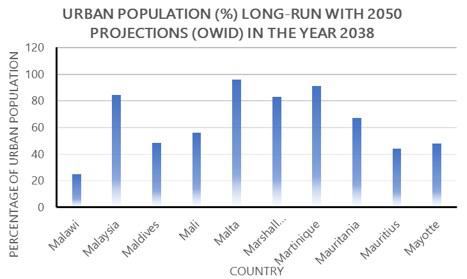 URBAN POPULATION (%) LONG-RUN WITH 2050
PROJECTIONS (OWID) IN THE YEAR 2038
PERCENTAGE OF URBAN POPULATION
120
100
80
60
40
20
0
Malawi
Malaysia
Maldives
Mali
Malta
Marshall...
Martinique
Mauritania
Mauritius
Mayotte
COUNTRY